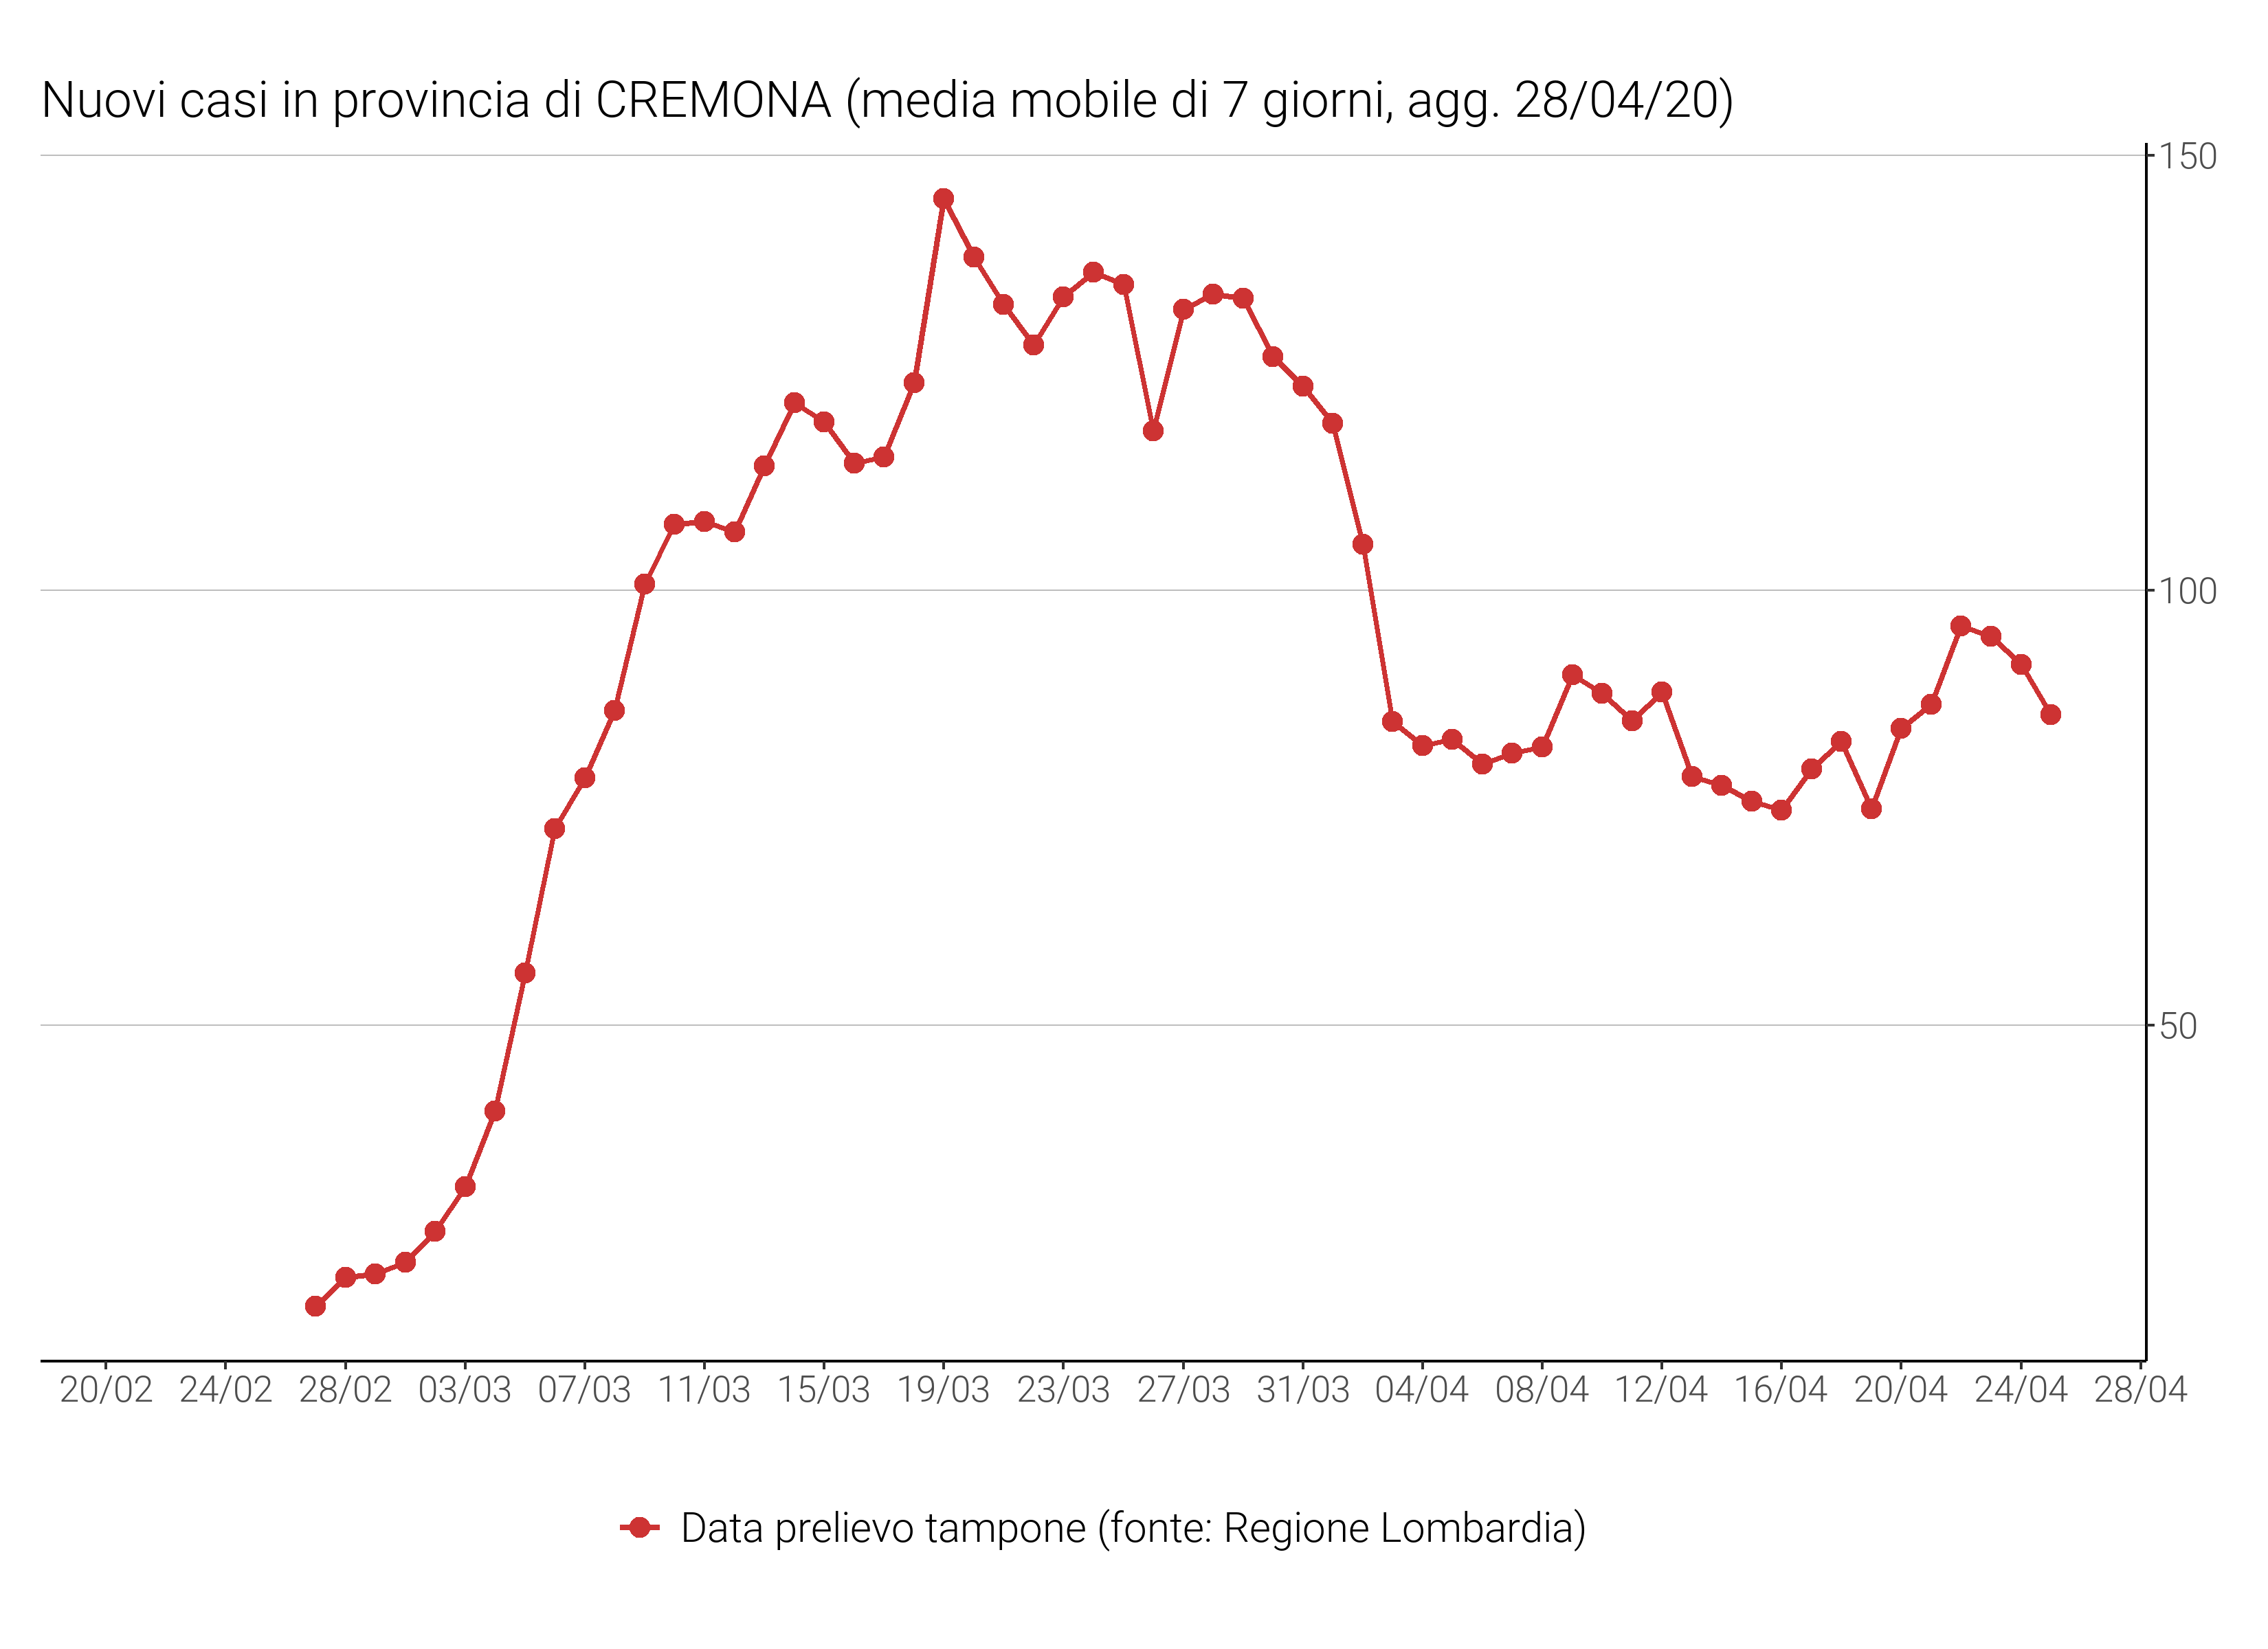 Nuovi casi in provincia di CREMONA (media mobile di 7 giorni, agg. 28/04/20)
150
100
50
20/02 24/02 28/02 03/03 07/03 11/03 15/03 19/03 23/03 27/03 31/03 04/04 08/04 12/04 16/04 20/04 24/04 28/04
Data prelievo tampone (fonte: Regione Lombardia)